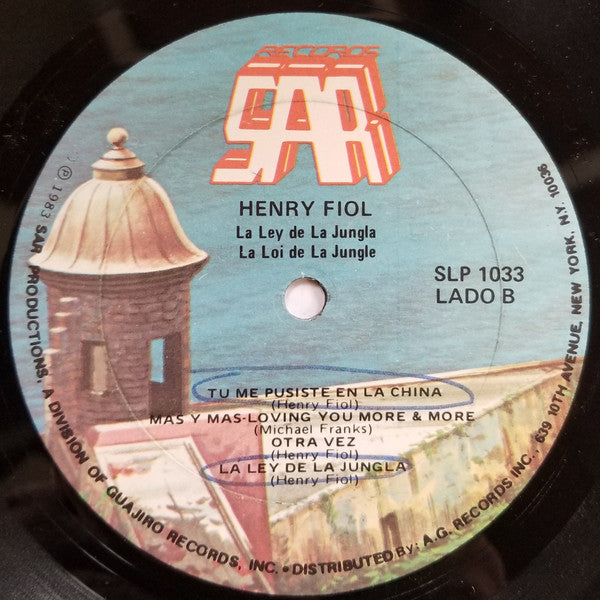 RECORDS
SAR
HENRY FIOL
La Ley de La Jungla
La Loi de La Jungle
SLP 1033
LADO B
TU ME PUSISTE EN LA CHINA
(Henry Fiol)
MAS Y MAS-LOVING YOU MORE & MORE
(Michael Franks)
OTRA VEZ
(Henry Fiol)
LA LEY DE LA JUNGLA
(Henry Fiol)
℗ 1983 SAR PRODUCTIONS, A DIVISION OF GUAJIRO RECORDS, INC. • DISTRIBUTED BY: A.G. RECORDS INC., 639 10TH AVENUE, NEW YORK, N.Y. 10036